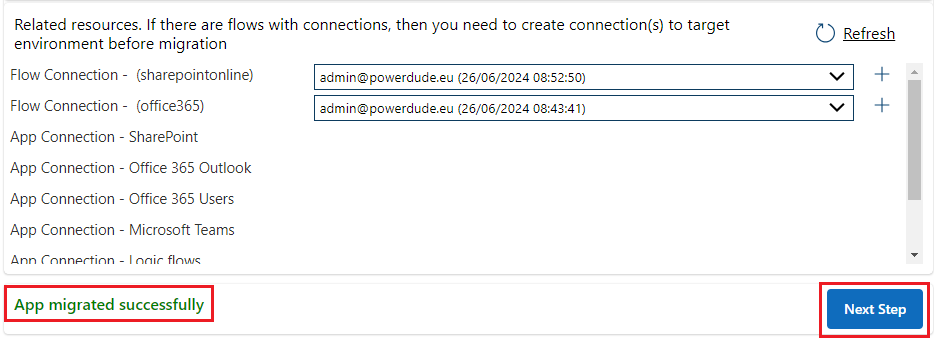 Related resources. If there are flows with connections, then you need to create connection(s) to target
environment before migration
Refresh
Flow Connection - (sharepointonline)
admin@powerdude.eu (26/06/2024 08:52:50)
Flow Connection - (office365)
admin@powerdude.eu (26/06/2024 08:43:41)
App Connection - SharePoint
App Connection - Office 365 Outlook
App Connection - Office 365 Users
App Connection - Microsoft Teams
App Connection - Logic flows
App migrated successfully
Next Step